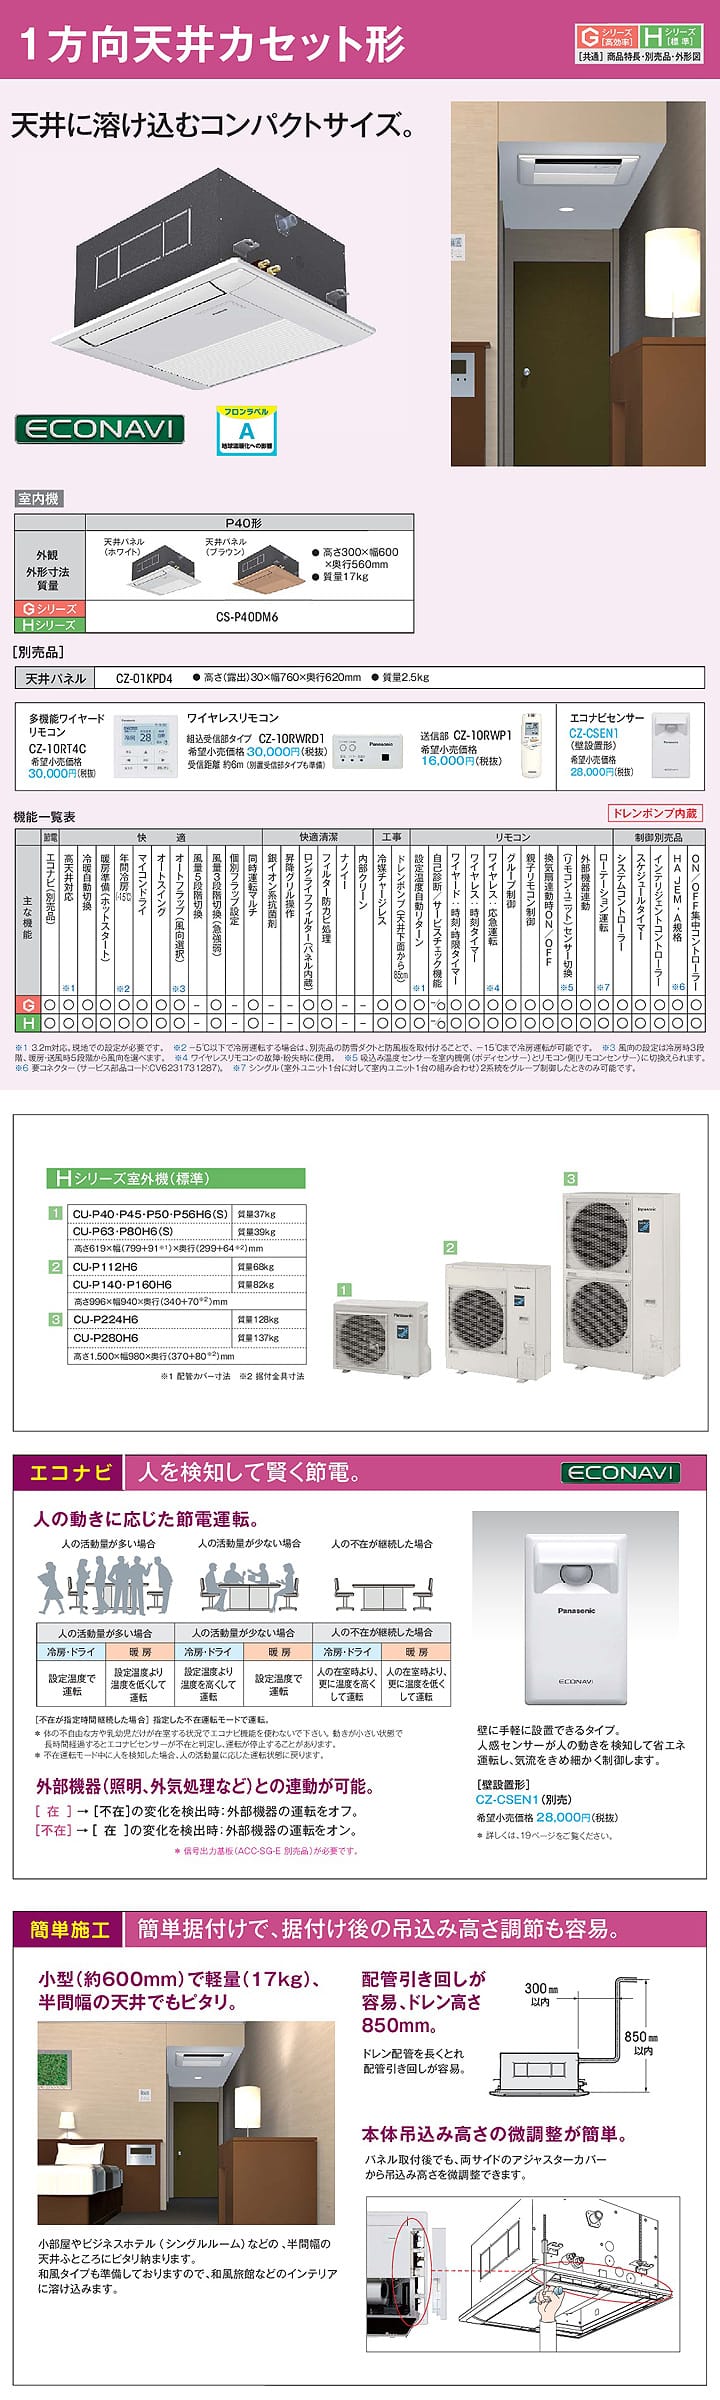 1方向天井カセット形
Gシリーズ[高効率] Hシリーズ[標準]
[共通] 商品特長・別売品・外形図
天井に溶け込むコンパクトサイズ。
ECONAVI
フロンラベル
A
地球温暖化への影響
室内機
P40形
外観
外形寸法
質量
天井パネル
(ホワイト)
天井パネル
(ブラウン)
● 高さ300×幅600
×奥行560mm
● 質量17kg
Gシリーズ
Hシリーズ
CS-P40DM6
[別売品]
天井パネル CZ-01KPD4 ● 高さ(露出)30×幅760×奥行620mm ● 質量2.5kg
多機能ワイヤード
リモコン
CZ-10RT4C
希望小売価格
30,000円(税抜)
ワイヤレスリモコン
組込受信部タイプ CZ-10RWRD1
希望小売価格 30,000円(税抜)
受信距離 約6m (別置受信部タイプも準備)
Panasonic
送信部 CZ-10RWP1
希望小売価格
16,000円(税抜)
エコナビセンサー
CZ-CSEN1
(壁設置形)
希望小売価格
28,000円(税抜)
機能一覧表
ドレンポンプ内蔵
主な機能
節電
快適
快適清潔
工事
リモコン
制御別売品
エコナビ(別売品)
高天井対応 ※1
冷暖自動切換
暖房準備(ホットスタート)
年間冷房(-15℃) ※2
マイコンドライ
オートスイング
オートフラップ(風向選択) ※3
風量5段階切換
風量3段階切換(急強弱)
個別フラップ設定
同時運転マルチ
銀イオン系抗菌剤
昇降グリル操作
ロングライフフィルター(パネル内蔵)
フィルター防カビ処理
ナノイー
内部クリーン
冷媒チャージレス
ドレンポンプ(天井下面から85cm)
設定温度自動リターン ※1
自己診断/サービスチェック機能
ワイヤード:時刻・時限タイマー
ワイヤレス:時刻タイマー
ワイヤレス:応急運転 ※4
グループ制御
親子リモコン制御
換気扇連動時ON/OFF
(リモコン・ユニット)センサー切換 ※5
外部機器連動
ローテーション運転 ※7
システムコントローラー
スケジュールタイマー
インテリジェントコントローラー
HA JEM・A規格 ※6
ON/OFF集中コントローラー
G
H
※1 3.2m対応。現地での設定が必要です。 ※2 −5℃以下で冷房運転する場合は、別売品の防雪ダクトと防風板を取付けることで、−15℃まで冷房運転が可能です。 ※3 風向の設定は冷房時3段
階、暖房・送風時5段階から風向を選べます。 ※4 ワイヤレスリモコンの故障・紛失時に使用。 ※5 吸込み温度センサーを室内機側(ボディセンサー)とリモコン側(リモコンセンサー)に切換えられます。
※6 要コネクター(サービス部品コード:CV6231731287)。 ※7 シングル(室外ユニット1台に対して室内ユニット1台の組み合わせ)2系統をグループ制御したときのみ可能です。
Hシリーズ室外機(標準)
1 CU-P40・P45・P50・P56H6(S) 質量37kg
CU-P63・P80H6(S) 質量39kg
高さ619×幅(799+91※1)×奥行(299+64※2)mm
2 CU-P112H6 質量68kg
CU-P140・P160H6 質量82kg
高さ996×幅940×奥行(340+70※2)mm
3 CU-P224H6 質量128kg
CU-P280H6 質量137kg
高さ1,500×幅980×奥行(370+80※2)mm
※1 配管カバー寸法 ※2 据付金具寸法
1
2
3
Panasonic
Panasonic
Panasonic
エコナビ 人を検知して賢く節電。
ECONAVI
人の動きに応じた節電運転。
人の活動量が多い場合 人の活動量が少ない場合 人の不在が継続した場合
人の活動量が多い場合 人の活動量が少ない場合 人の不在が継続した場合
冷房・ドライ 暖房 冷房・ドライ 暖房 冷房・ドライ 暖房
設定温度で運転
設定温度より温度を低くして運転
設定温度より温度を高くして運転
設定温度で運転
人の在室時より、更に温度を高くして運転
人の在室時より、更に温度を低くして運転
[不在が指定時間継続した場合] 指定した不在運転モードで運転。
* 体の不自由な方や乳幼児だけが在室する状況でエコナビ機能を使わないで下さい。動きが小さい状態で
長時間経過するとエコナビセンサーが不在と判定し、運転が停止することがあります。
* 不在運転モード中に人を検知した場合、人の活動量に応じた運転状態に戻ります。
外部機器(照明、外気処理など)との連動が可能。
[ 在 ] → [不在]の変化を検出時:外部機器の運転をオフ。
[不在] → [ 在 ]の変化を検出時:外部機器の運転をオン。
* 信号出力基板(ACC-SG-E 別売品)が必要です。
Panasonic
ECONAVI
壁に手軽に設置できるタイプ。
人感センサーが人の動きを検知して省エネ
運転し、気流をきめ細かく制御します。
[壁設置形]
CZ-CSEN1(別売)
希望小売価格 28,000円(税抜)
* 詳しくは、19ページをご覧ください。
簡単施工 簡単据付けで、据付け後の吊込み高さ調節も容易。
小型(約600mm)で軽量(17kg)、
半間幅の天井でもピタリ。
小部屋やビジネスホテル(シングルルーム)などの、半間幅の
天井ふところにピタリ納まります。
和風タイプも準備しておりますので、和風旅館などのインテリア
に溶け込みます。
配管引き回しが
容易、ドレン高さ
850mm。
ドレン配管を長くとれ
配管引き回しが容易。
300mm
以内
850mm
以内
本体吊込み高さの微調整が簡単。
パネル取付後でも、両サイドのアジャスターカバー
から吊込み高さを微調整できます。